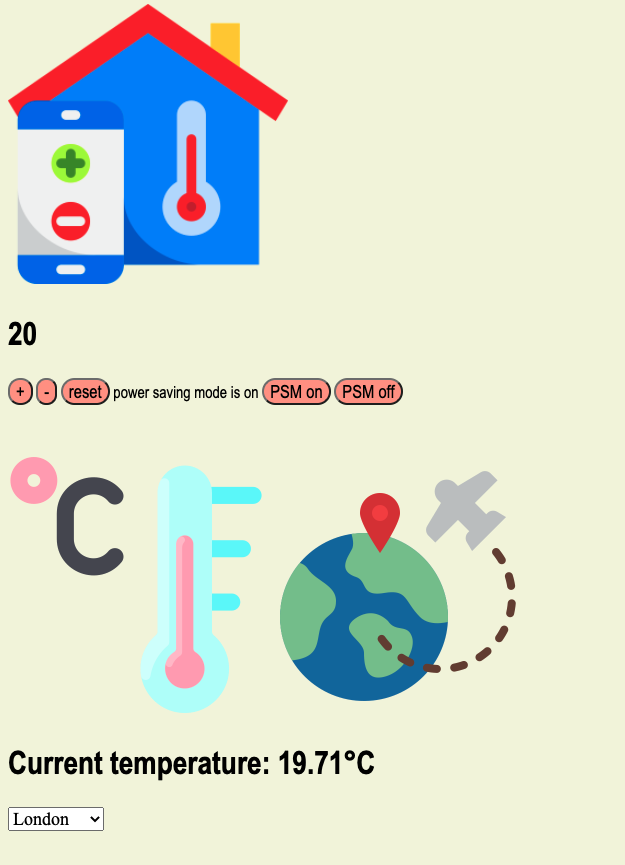 20
+ - reset power saving mode is on PSM on PSM off
°C
Current temperature: 19.71°C
London